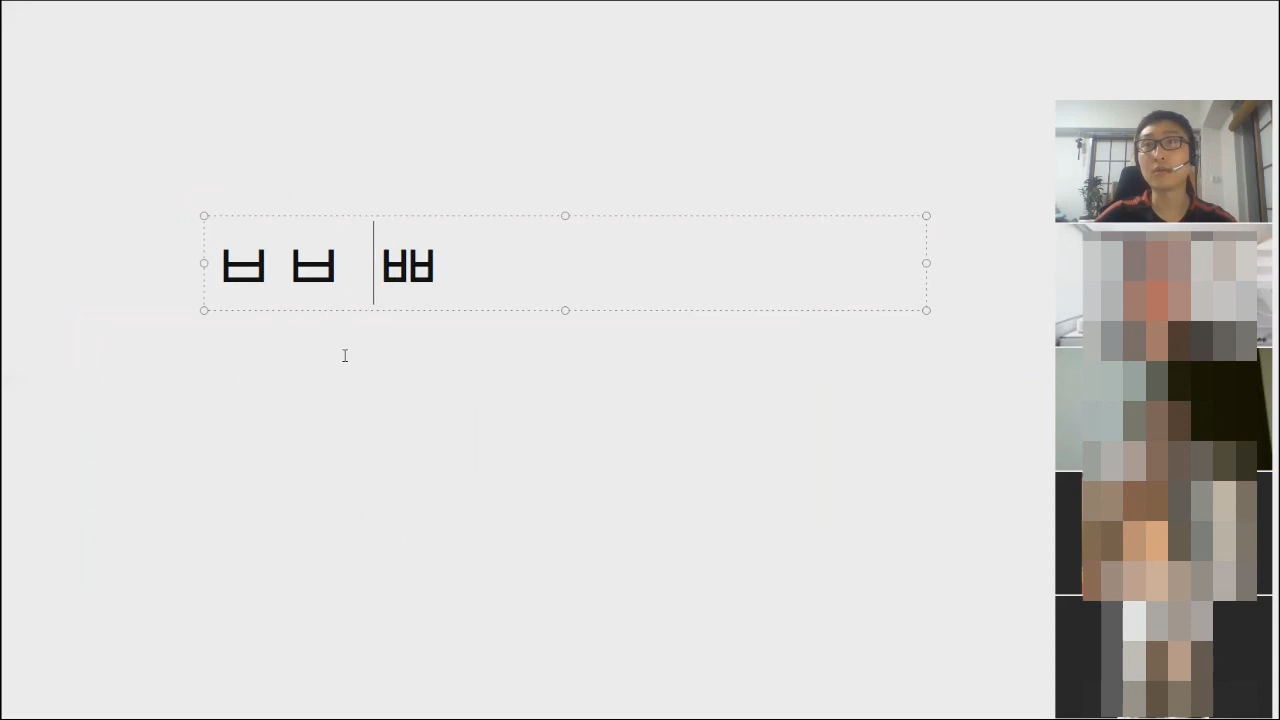 ㅂ ㅂ ㅃ